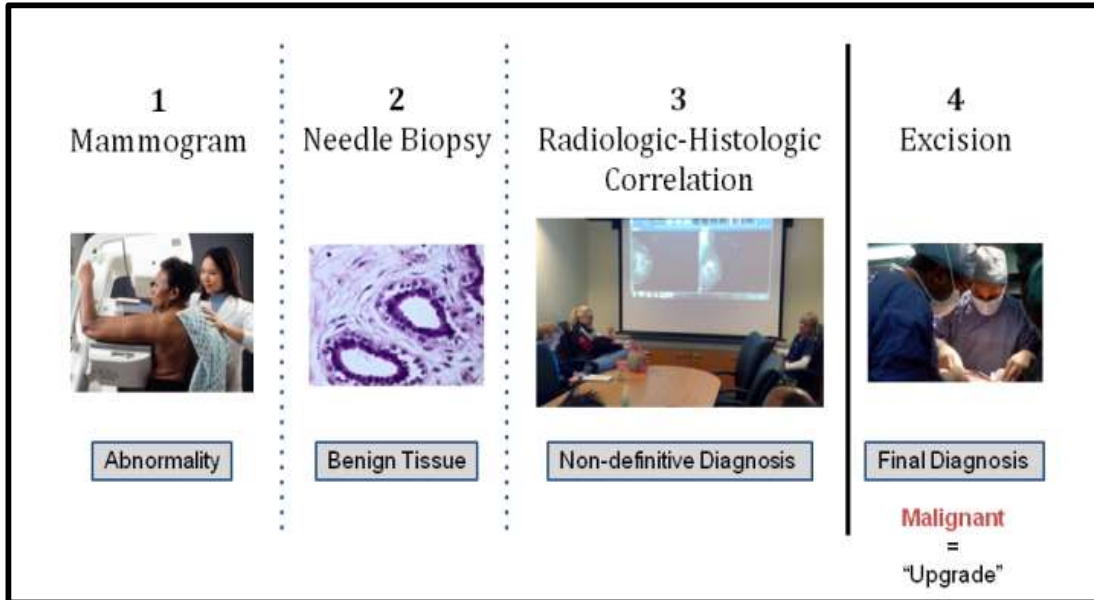 1
Mammogram
Abnormality
2
Needle Biopsy
Benign Tissue
3
Radiologic-Histologic
Correlation
Non-definitive Diagnosis
4
Excision
Final Diagnosis
Malignant
=
“Upgrade”